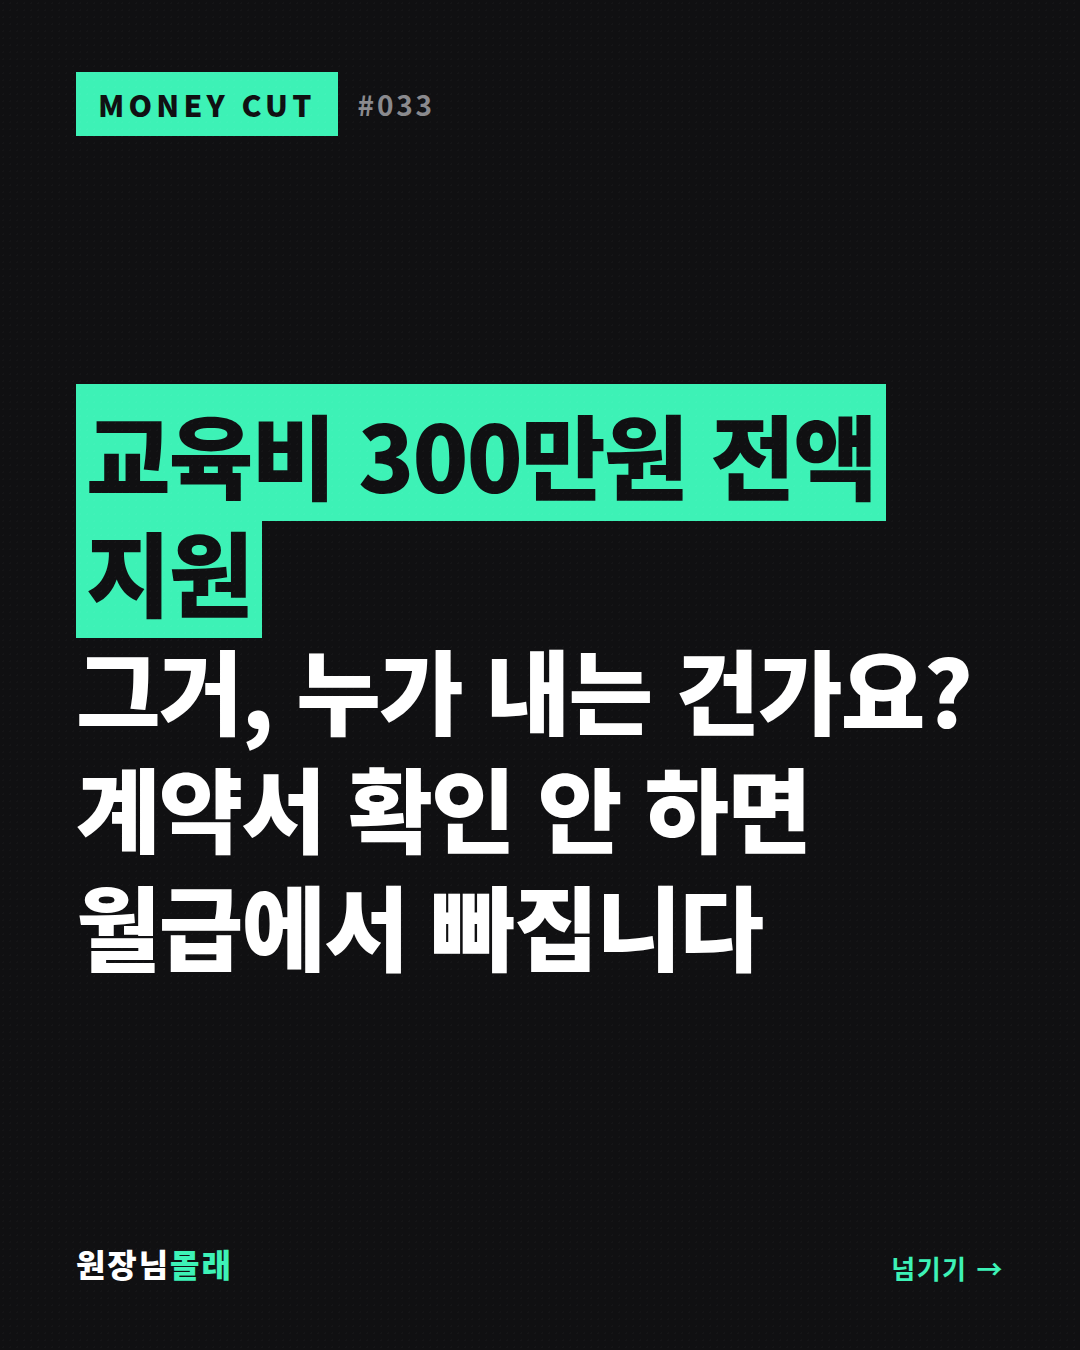 MONEY CUT #033
교육비 300만원 전액
지원
그거, 누가 내는 건가요?
계약서 확인 안 하면
월급에서 빠집니다
원장님몰래
넘기기 →